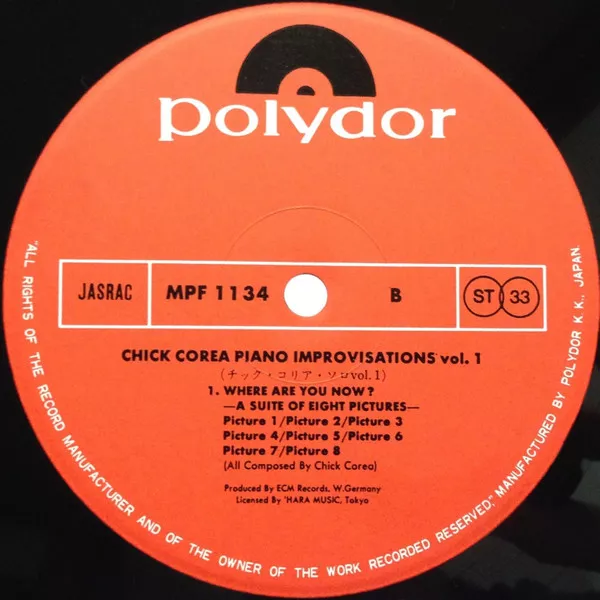 polydor
JASRAC
MPF 1134
B
ST 33
CHICK COREA PIANO IMPROVISATIONS vol. 1
(チック・コリア・ソロvol.1)
1. WHERE ARE YOU NOW?
—A SUITE OF EIGHT PICTURES—
Picture 1/Picture 2/Picture 3
Picture 4/Picture 5/Picture 6
Picture 7/Picture 8
(All Composed By Chick Corea)
Produced By ECM Records, W.Germany
Licensed By 'HARA MUSIC, Tokyo
"ALL RIGHTS OF THE RECORD MANUFACTURER AND OF THE OWNER OF THE WORK RECORDED RESERVED," MANUFACTURED BY POLYDOR K.K., JAPAN.